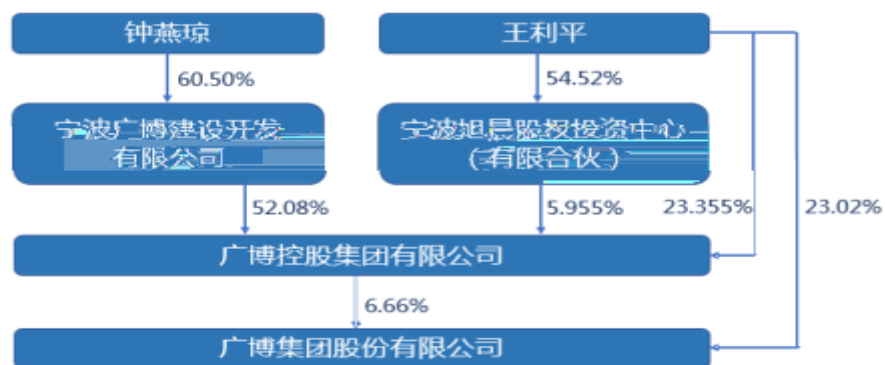 钟燕琼
王利平
60.50%
54.52%
宁波广博建设开发
有限公司
宁波旭晨股权投资中心
（有限合伙）
52.08%
5.955%
23.355%
23.02%
广博控股集团有限公司
6.66%
广博集团股份有限公司